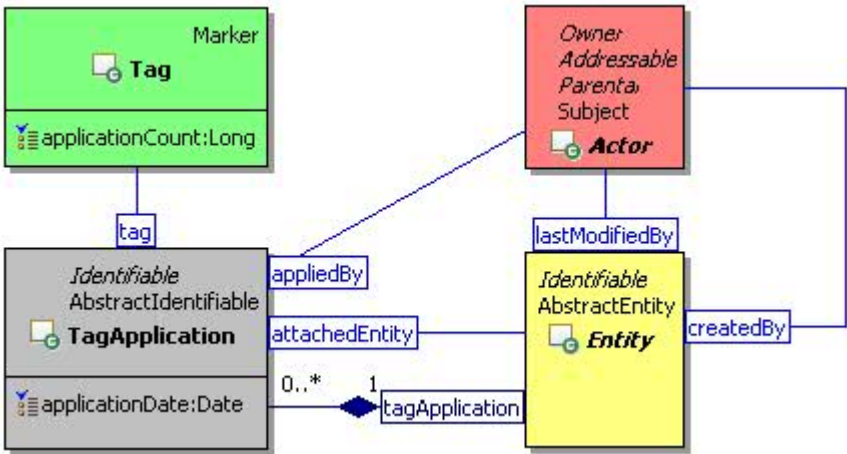 Marker
Tag
applicationCount:Long
Owner
Addressable
Subject
Actor
tag
lastModifiedBy
Identifiable
AbstractIdentifiable
TagApplication
applicationDate:Date
appliedBy
attachedEntity
0..* 1
tagApplication
Identifiable
AbstractEntity
Entity
createdBy